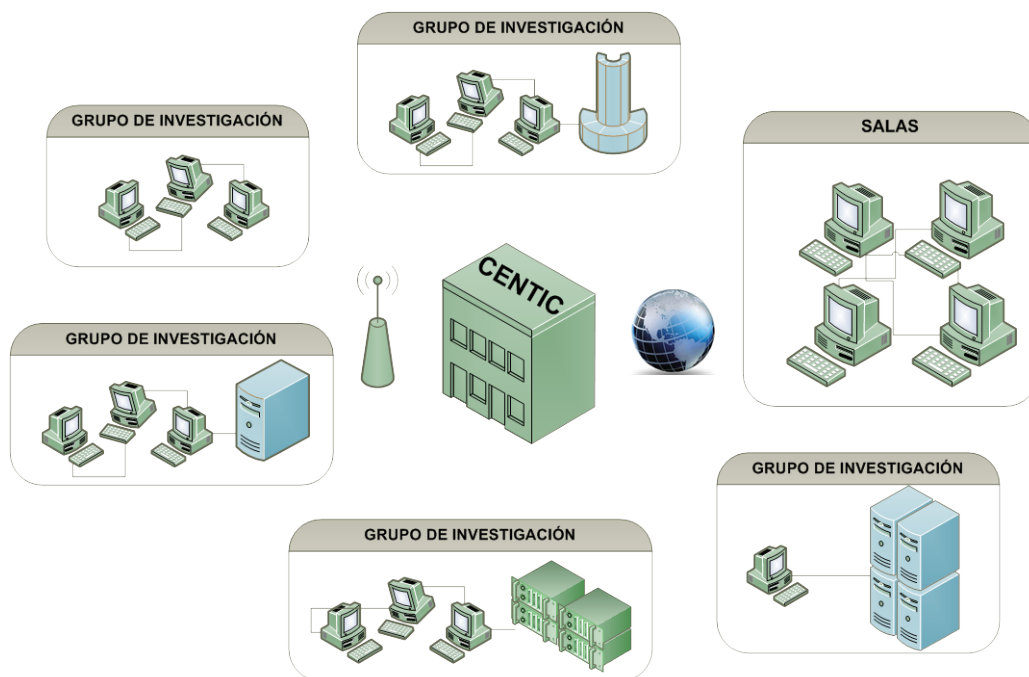 GRUPO DE INVESTIGACIÓN
GRUPO DE INVESTIGACIÓN
SALAS
CENTIC
GRUPO DE INVESTIGACIÓN
GRUPO DE INVESTIGACIÓN
GRUPO DE INVESTIGACIÓN